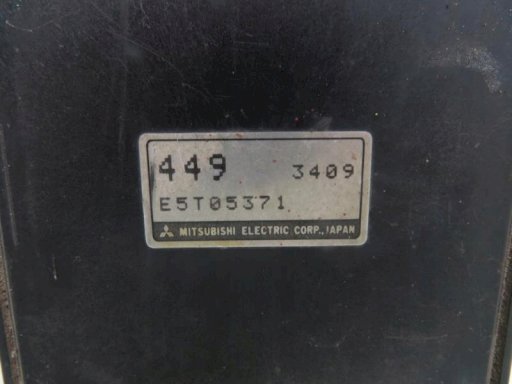 449 3409
E5T05371
MITSUBISHI ELECTRIC CORP., JAPAN